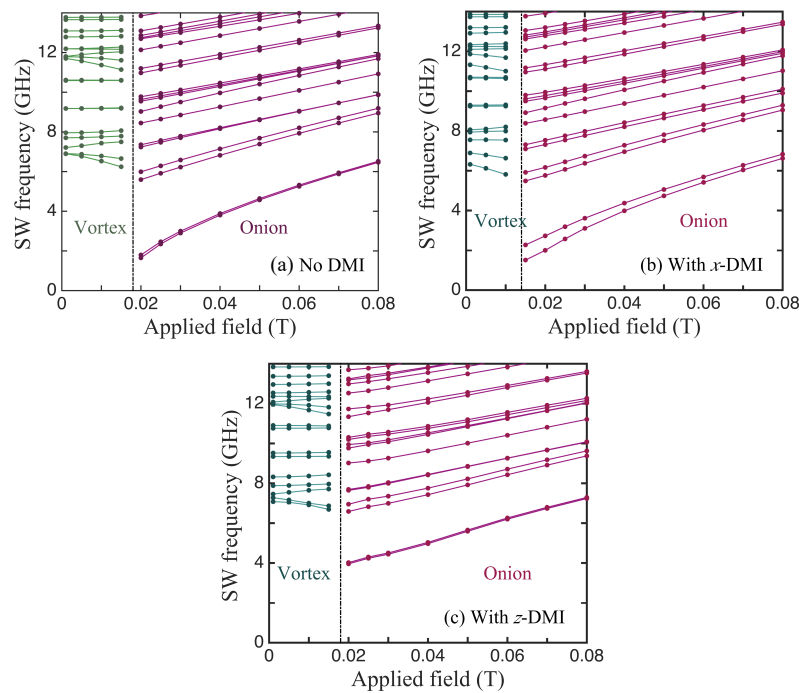 12
8
4
0
SW frequency (GHz)
Vortex
Onion
(a) No DMI
0 0.02 0.04 0.06 0.08
Applied field (T)
12
8
4
0
SW frequency (GHz)
Vortex
Onion
(b) With x-DMI
0 0.02 0.04 0.06 0.08
Applied field (T)
12
8
4
0
SW frequency (GHz)
Vortex
Onion
(c) With z-DMI
0.00 0.02 0.04 0.06 0.08
Applied field (T)